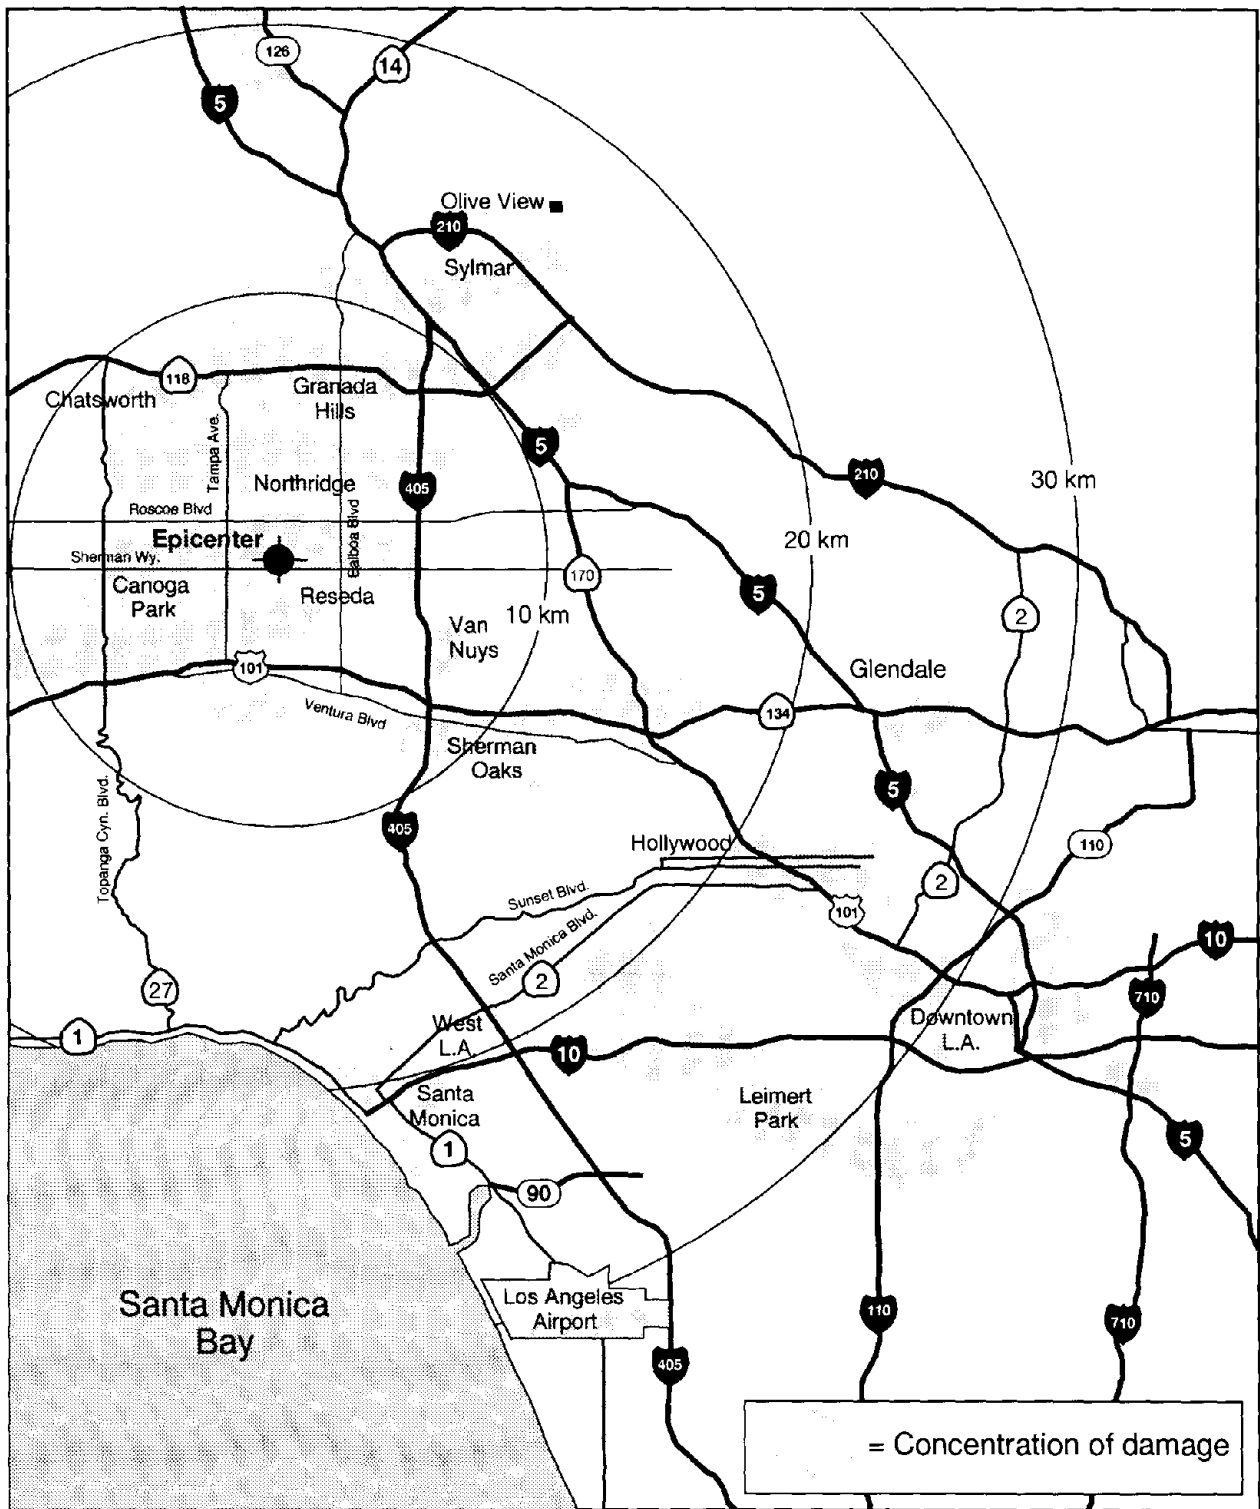 126
14
5
Olive View
210
Sylmar
118
Chatsworth
Granada
Hills
Tampa Ave.
5
210
30 km
Northridge
405
Roscoe Blvd
Balboa Blvd
Epicenter
20 km
Sherman Wy.
Canoga
Park
Reseda
170
5
10 km
2
Van
Nuys
101
Glendale
Ventura Blvd
134
Sherman
Oaks
5
Topanga Cyn. Blvd.
405
Hollywood
110
2
Sunset Blvd.
101
Santa Monica Blvd.
10
2
27
710
1
West
L.A.
Downtown
L.A.
10
Santa
Monica
Leimert
Park
1
5
90
Santa Monica
Bay
Los Angeles
Airport
110
710
405
= Concentration of damage